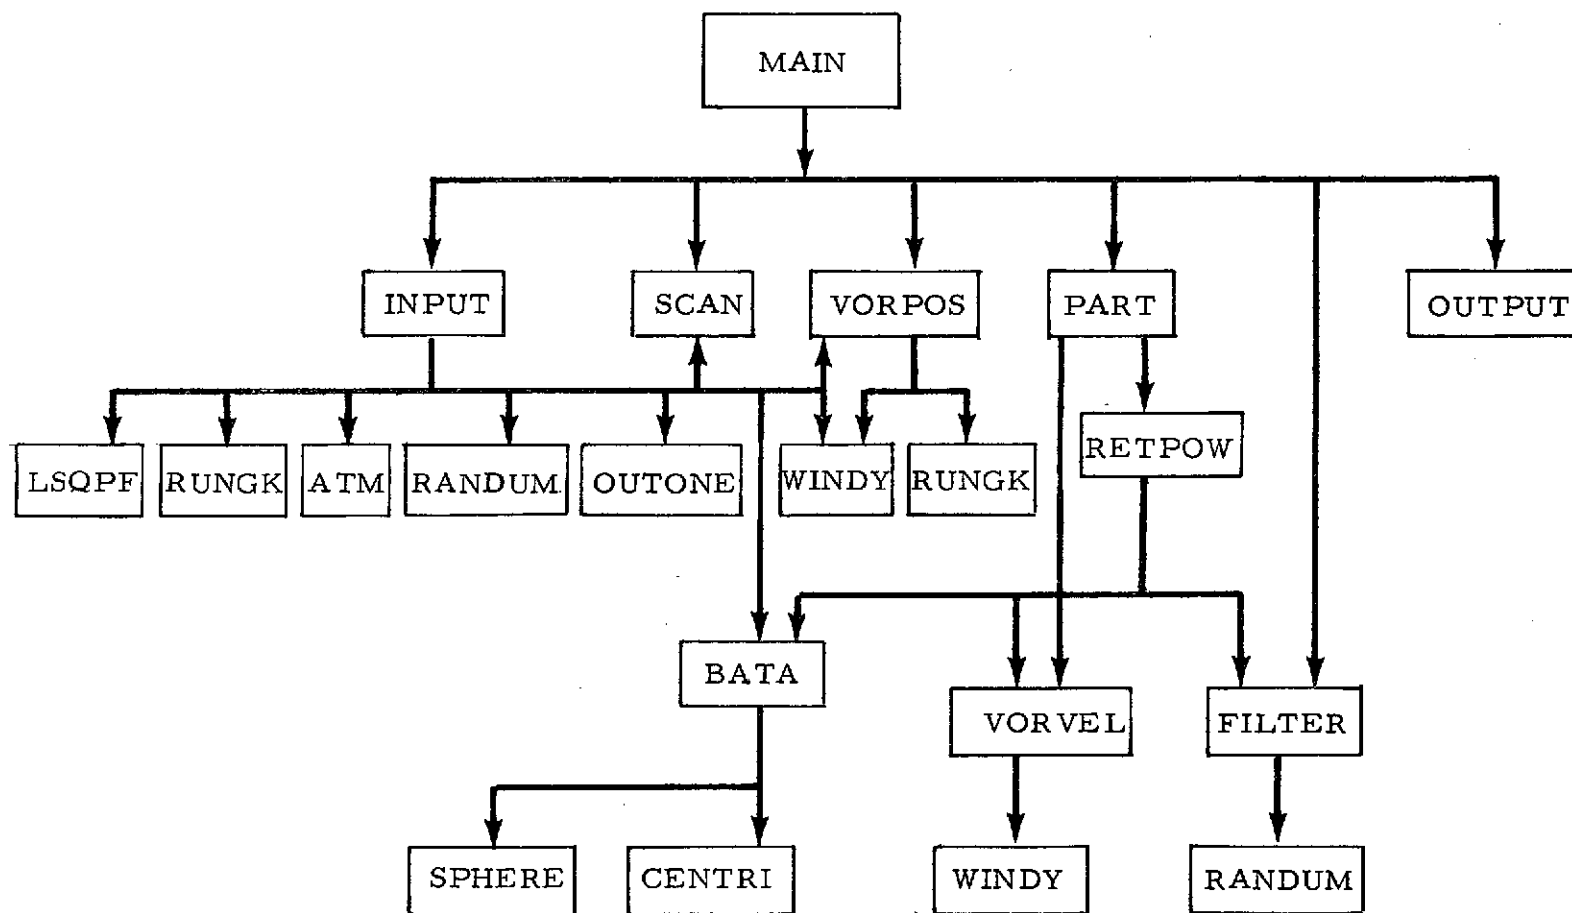 MAIN
INPUT
SCAN
VORPOS
PART
OUTPUT
RETPOW
LSQPF
RUNGK
ATM
RANDUM
OUTONE
WINDY
RUNGK
BATA
VORVEL
FILTER
SPHERE
CENTRI
WINDY
RANDUM